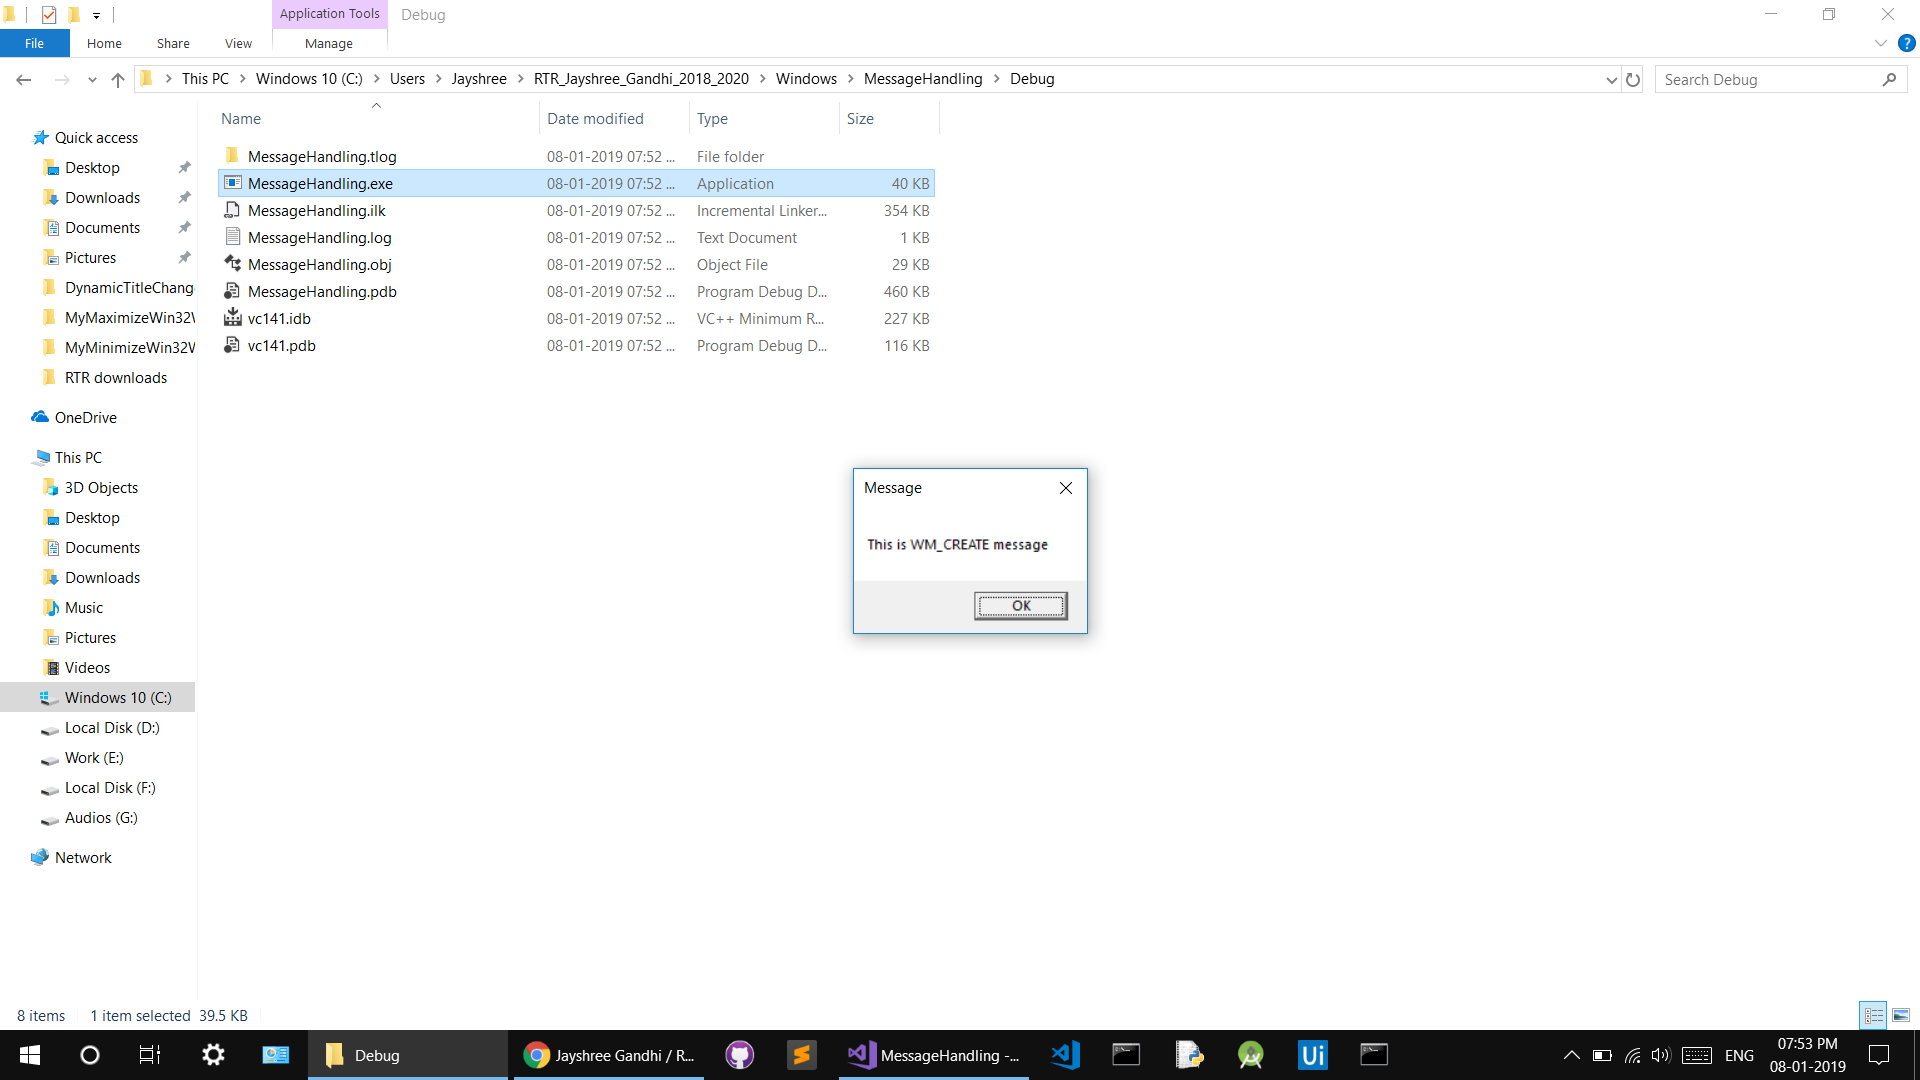 Application Tools
Debug
File
Home
Share
View
Manage
This PC
Windows 10 (C:)
Users
Jayshree
RTR_Jayshree_Gandhi_2018_2020
Windows
MessageHandling
Debug
Search Debug
Name
Date modified
Type
Size
MessageHandling.tlog 08-01-2019 07:52 ... File folder
MessageHandling.exe 08-01-2019 07:52 ... Application 40 KB
MessageHandling.ilk 08-01-2019 07:52 ... Incremental Linker... 354 KB
MessageHandling.log 08-01-2019 07:52 ... Text Document 1 KB
MessageHandling.obj 08-01-2019 07:52 ... Object File 29 KB
MessageHandling.pdb 08-01-2019 07:52 ... Program Debug D... 460 KB
vc141.idb 08-01-2019 07:52 ... VC++ Minimum R... 227 KB
vc141.pdb 08-01-2019 07:52 ... Program Debug D... 116 KB
Quick access
Desktop
Downloads
Documents
Pictures
DynamicTitleChang
MyMaximizeWin32W
MyMinimizeWin32W
RTR downloads
OneDrive
This PC
3D Objects
Desktop
Documents
Downloads
Music
Pictures
Videos
Windows 10 (C:)
Local Disk (D:)
Work (E:)
Local Disk (F:)
Audios (G:)
Network
Message
This is WM_CREATE message
OK
8 items
1 item selected 39.5 KB
Debug
Jayshree Gandhi / R...
MessageHandling -...
Ui
ENG
07:53 PM
08-01-2019